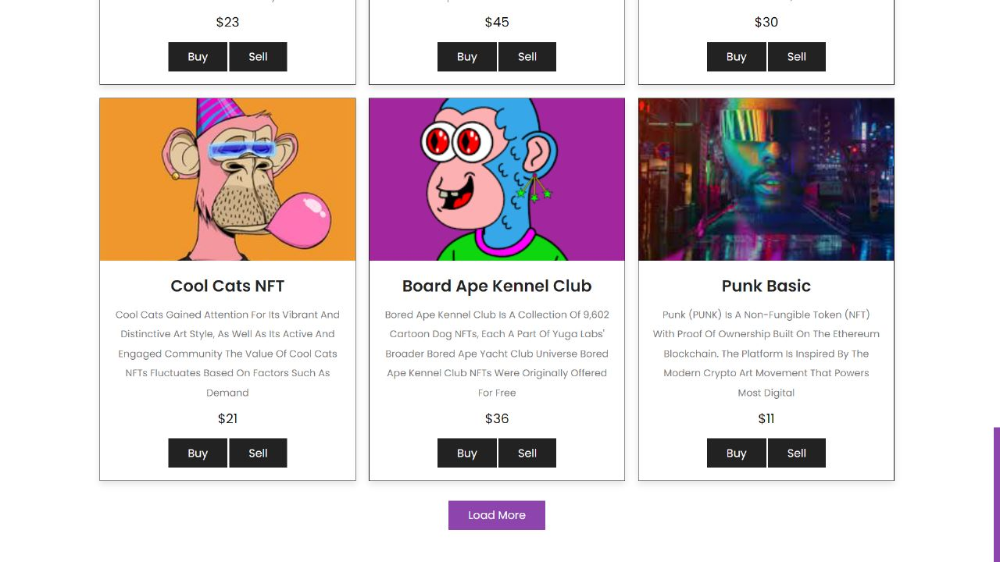 $23
$45
$30
Buy Sell
Buy Sell
Buy Sell
Cool Cats NFT
Cool Cats Gained Attention For Its Vibrant And
Distinctive Art Style, As Well As Its Active And
Engaged Community The Value Of Cool Cats
NFTs Fluctuates Based On Factors Such As
Demand
$21
Buy Sell
Board Ape Kennel Club
Bored Ape Kennel Club Is A Collection Of 9,602
Cartoon Dog NFTs, Each A Part Of Yuga Labs'
Broader Bored Ape Yacht Club Universe Bored
Ape Kennel Club NFTs Were Originally Offered
For Free
$36
Buy Sell
Punk Basic
Punk (PUNK) Is A Non-Fungible Token (NFT)
With Proof Of Ownership Built On The Ethereum
Blockchain. The Platform Is Inspired By The
Modern Crypto Art Movement That Powers
Most Digital
$11
Buy Sell
Load More